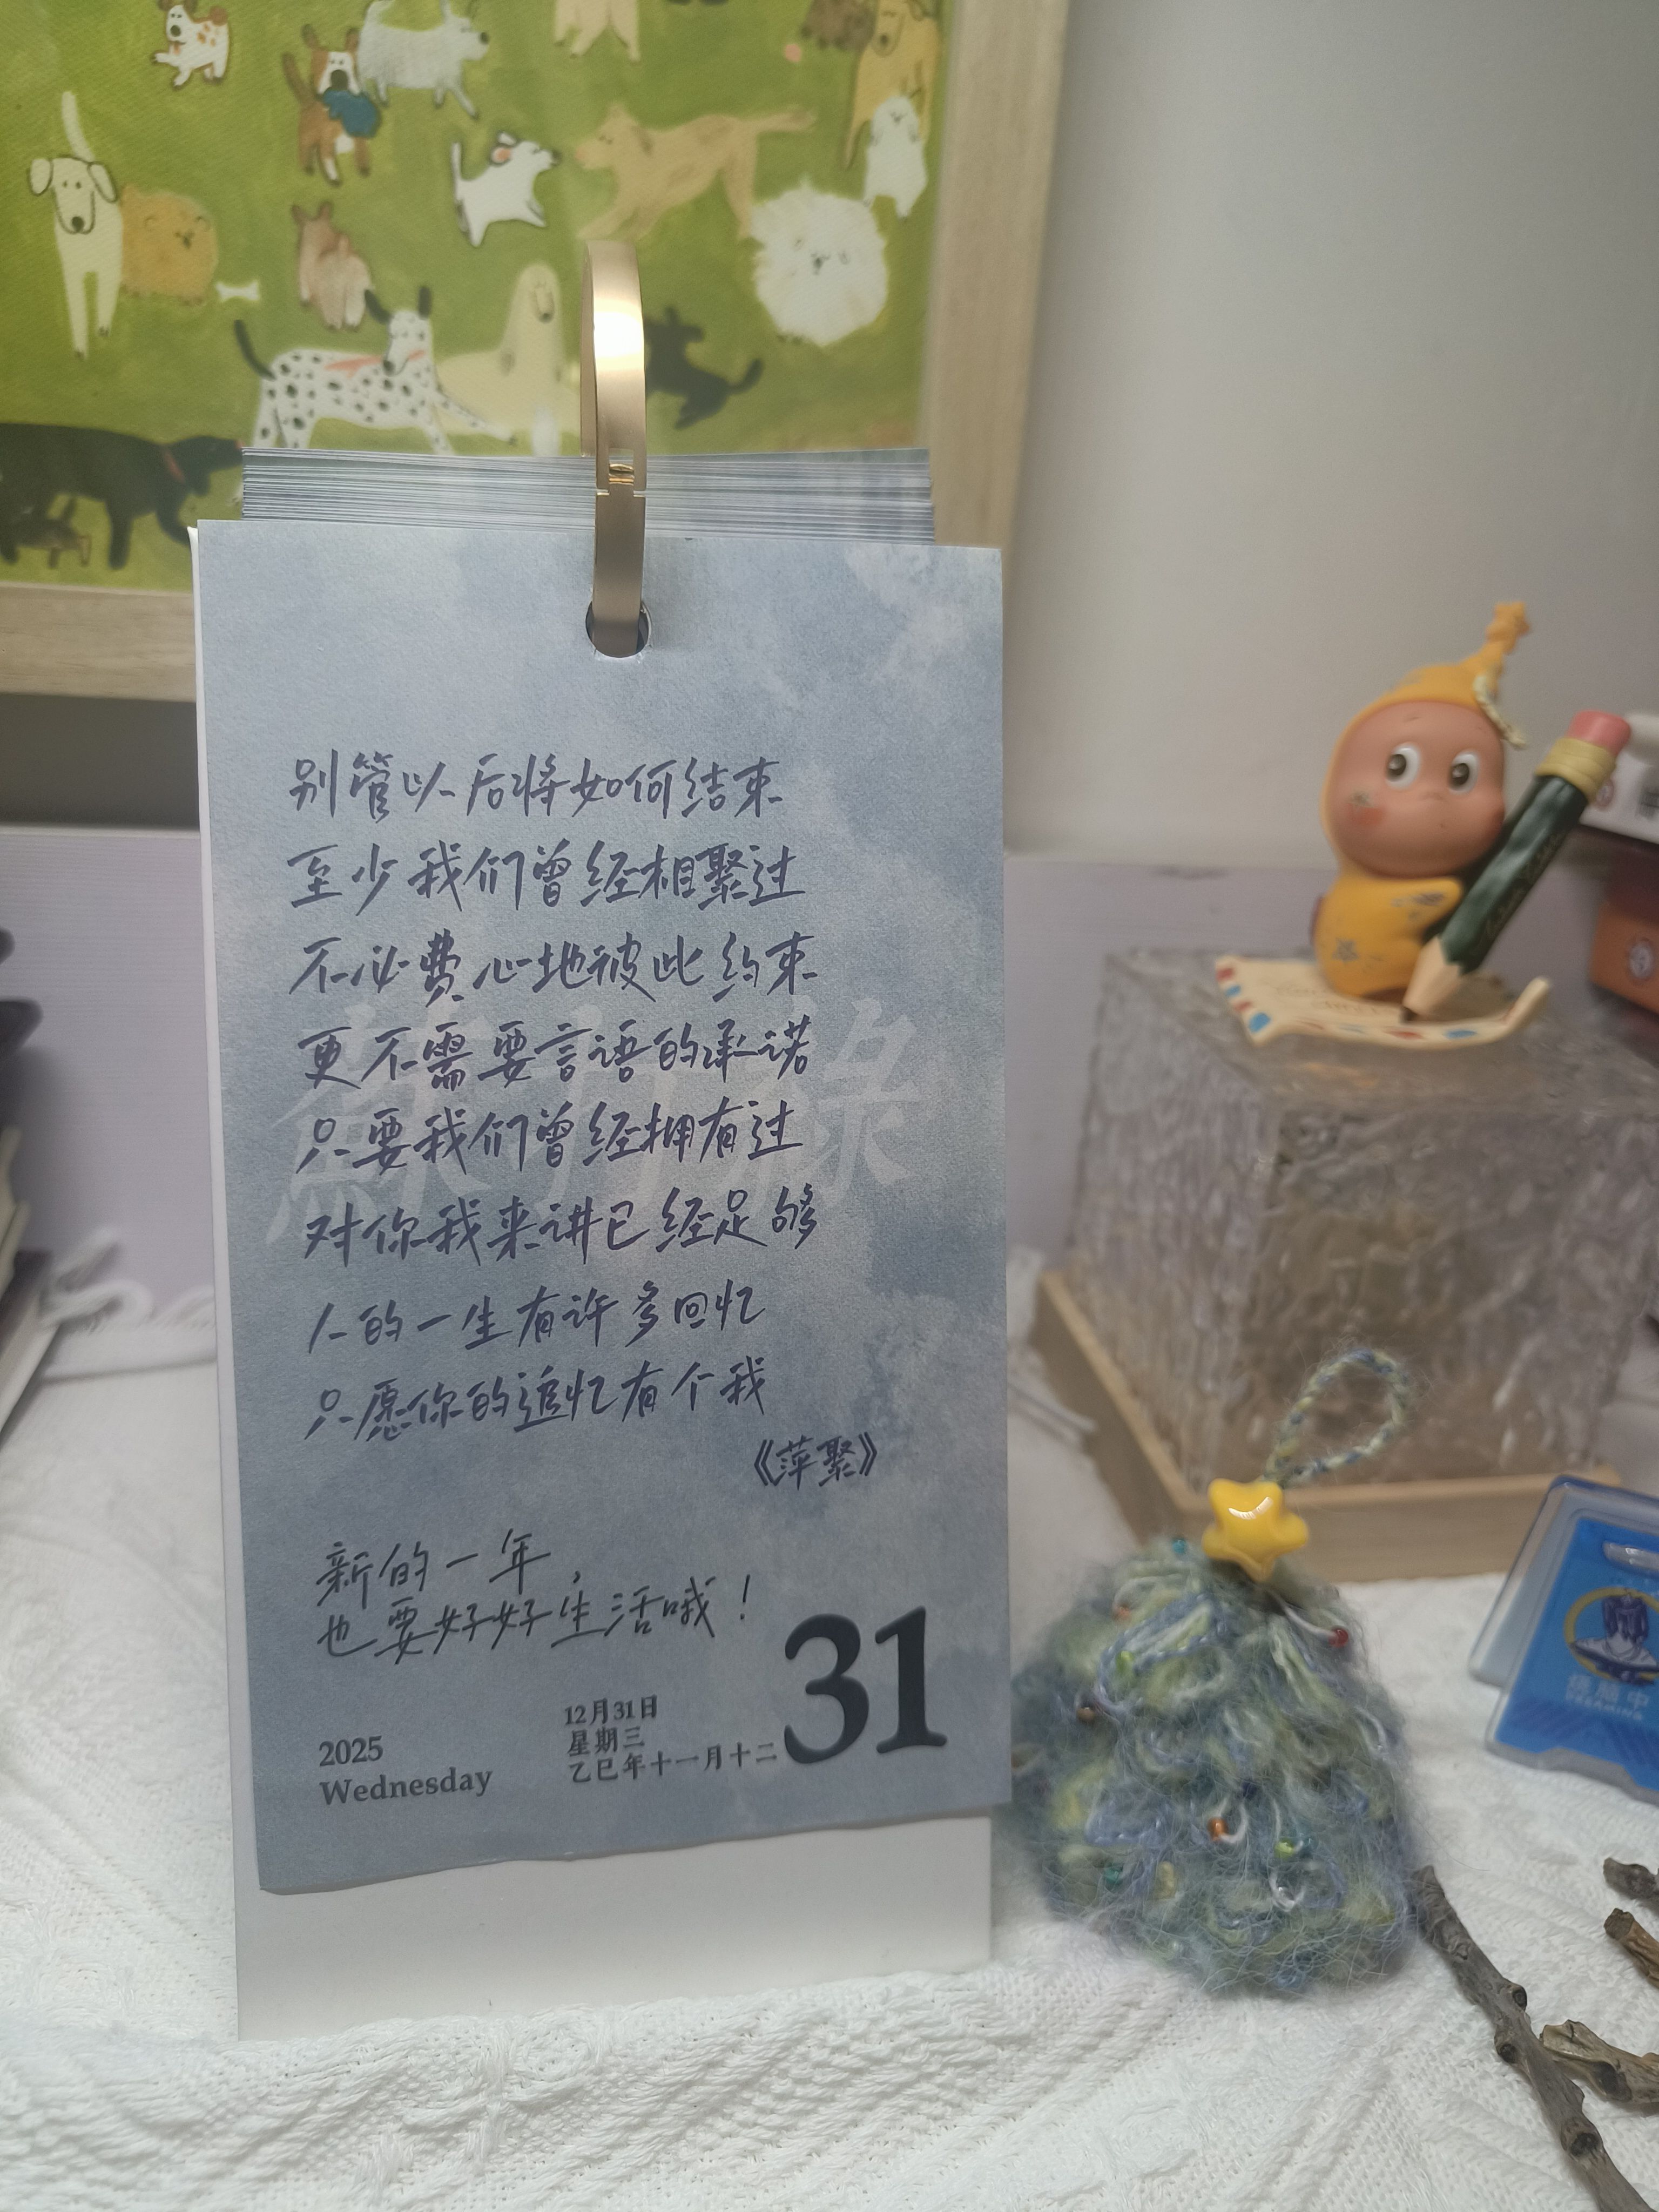 别管以后将如何结束
至少我们曾经相聚过
不必费心地彼此约束
更不需要言语的承诺
只要我们曾经拥有过
对你我来讲已经足够
人的一生有许多回忆
只愿你的追忆有个我
《萍聚》
新的一年，
也要好好生活哦！
2025
Wednesday
12月31日
星期三
乙巳年十一月十二
31